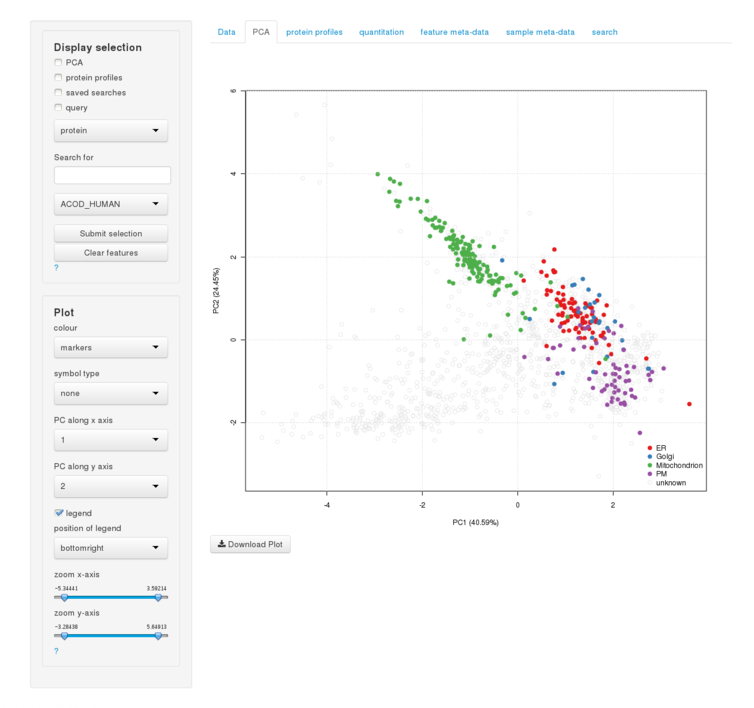 Data PCA protein profiles quantitation feature meta-data sample meta-data search
Display selection
PCA
protein profiles
saved searches
query
protein
Search for
ACOD_HUMAN
Submit selection
Clear features
?
Plot
colour
markers
symbol type
none
PC along x axis
1
PC along y axis
2
legend
position of legend
bottomright
zoom x-axis
-5.34441 3.59214
zoom y-axis
-3.28438 5.64913
?
6
4
2
0
-2
PC2 (24.45%)
ER
Golgi
Mitochondrion
PM
unknown
-4 -2 0 2
PC1 (40.59%)
Download Plot